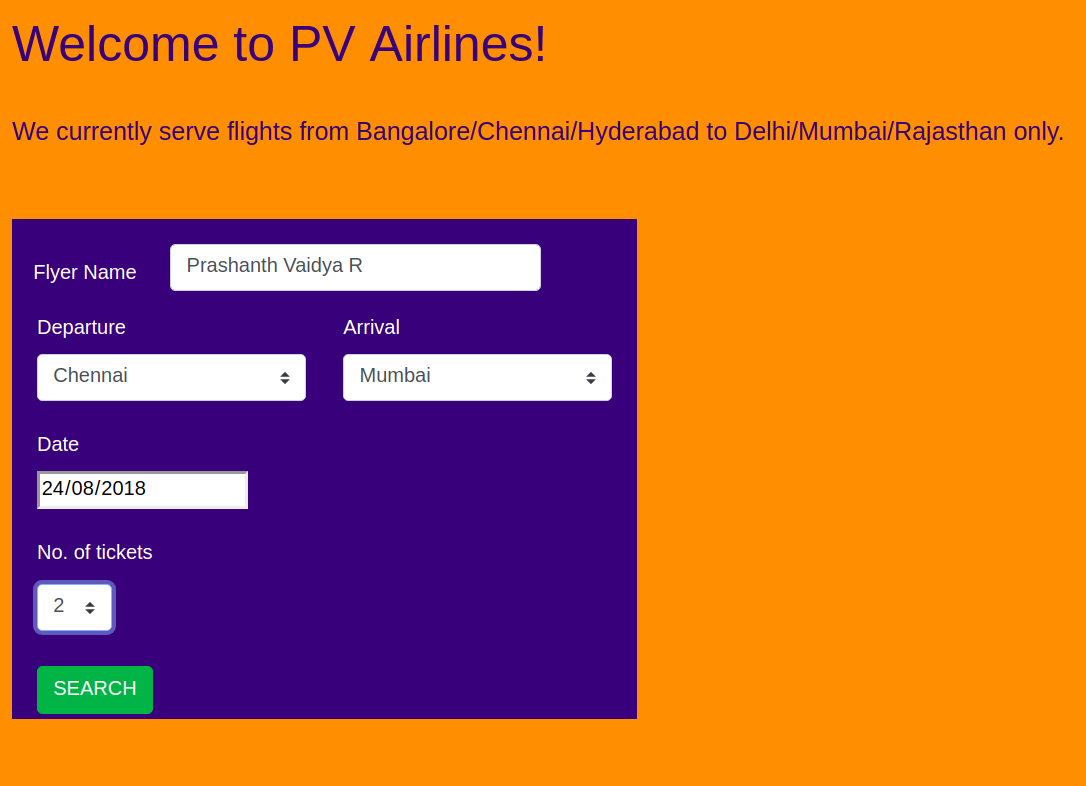 Welcome to PV Airlines!
We currently serve flights from Bangalore/Chennai/Hyderabad to Delhi/Mumbai/Rajasthan only.
Flyer Name Prashanth Vaidya R
Departure Arrival
Chennai Mumbai
Date
24/08/2018
No. of tickets
2
SEARCH